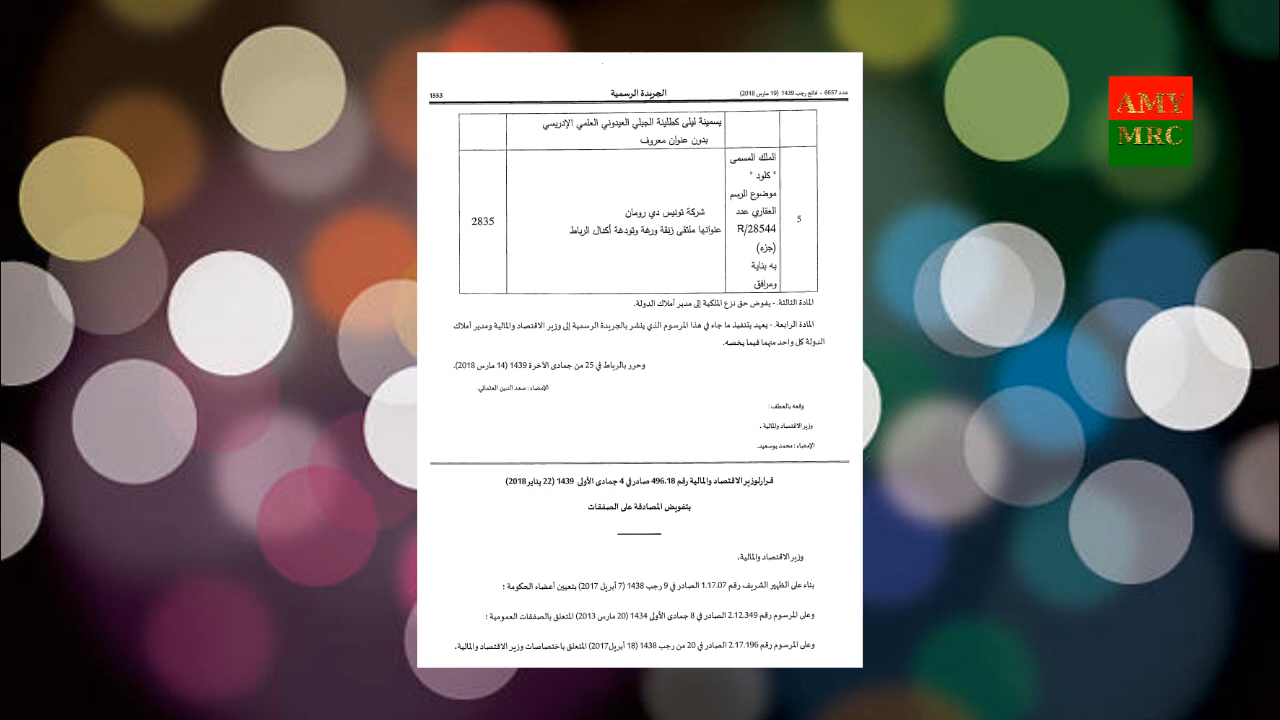 عدد 6657 - فاتح رجب 1439 (19 مارس 2018)
الجريدة الرسمية
1553
يسمينة ليلى كطلينة الجبلي العيدوني العلمي الإدريسي
بدون عنوان معروف
5
الملك المسمى
" كلود "
موضوع الرسم
العقاري عدد
R/28544
(جزء)
به بناية
ومرافق
شركة تونيس دي رومان
عنوانها ملتقى زنقة ورغة وتودغة أكدال الرباط
2835
المادة الثالثة. - يفوض حق نزع الملكية إلى مدير أملاك الدولة.
المادة الرابعة. - يعهد بتنفيذ ما جاء في هذا المرسوم الذي ينشر بالجريدة الرسمية إلى وزير الاقتصاد والمالية ومدير أملاك
الدولة كل واحد منهما فيما يخصه.
وحرر بالرباط في 25 من جمادى الآخرة 1439 (14 مارس 2018).
الإمضاء : سعد الدين العثماني.
وقعه بالعطف :
وزير الاقتصاد والمالية ،
الإمضاء : محمد بوسعيد.
قرار لوزير الاقتصاد والمالية رقم 496.18 صادر في 4 جمادى الأولى 1439 (22 يناير 2018)
بتفويض المصادقة على الصفقات
وزير الاقتصاد والمالية،
بناء على الظهير الشريف رقم 1.17.07 الصادر في 9 رجب 1438 (7 أبريل 2017) بتعيين أعضاء الحكومة ؛
وعلى المرسوم رقم 2.12.349 الصادر في 8 جمادى الأولى 1434 (20 مارس 2013) المتعلق بالصفقات العمومية ؛
وعلى المرسوم رقم 2.17.196 الصادر في 20 من رجب 1438 (18 أبريل 2017) المتعلق باختصاصات وزير الاقتصاد والمالية،
AMY
MRC